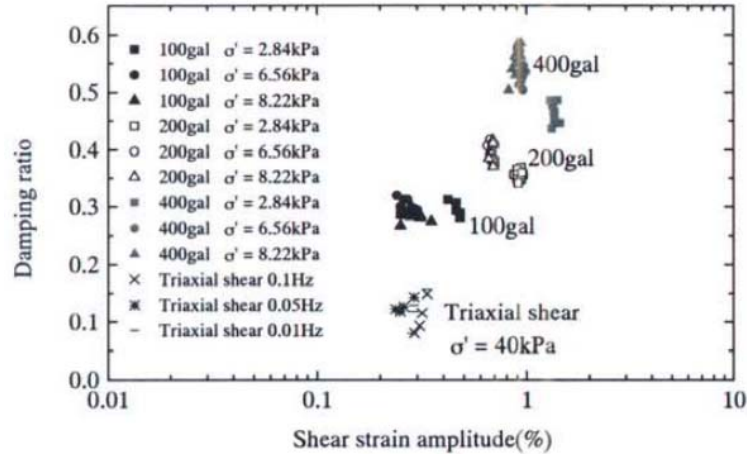 0.6
0.5
0.4
0.3
0.2
0.1
0.0
Damping ratio
100gal σ' = 2.84kPa
100gal σ' = 6.56kPa
100gal σ' = 8.22kPa
200gal σ' = 2.84kPa
200gal σ' = 6.56kPa
200gal σ' = 8.22kPa
400gal σ' = 2.84kPa
400gal σ' = 6.56kPa
400gal σ' = 8.22kPa
Triaxial shear 0.1Hz
Triaxial shear 0.05Hz
Triaxial shear 0.01Hz
400gal
200gal
100gal
Triaxial shear
σ' = 40kPa
0.01 0.1 1 10
Shear strain amplitude(%)